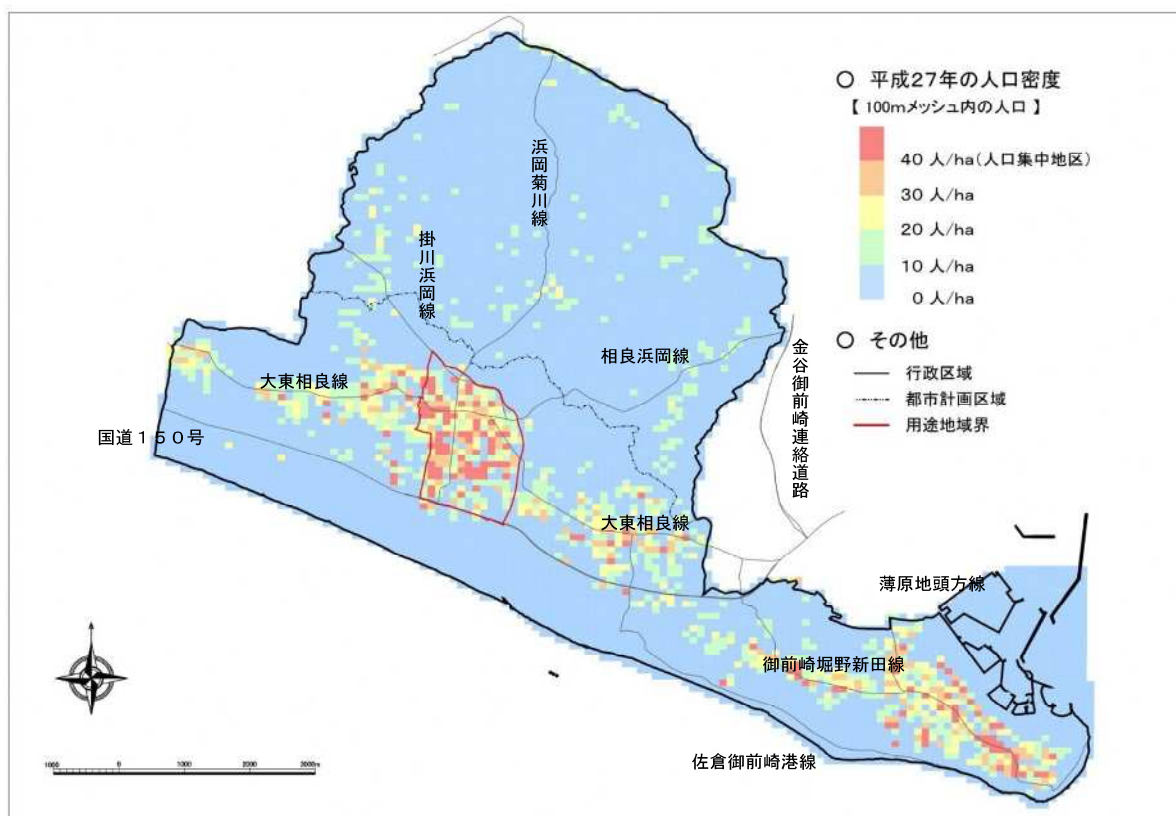 ○ 平成27年の人口密度
【 100mメッシュ内の人口 】
40 人/ha(人口集中地区)
30 人/ha
20 人/ha
10 人/ha
0 人/ha
○ その他
行政区域
都市計画区域
用途地域界
浜岡菊川線
掛川浜岡線
相良浜岡線
金谷御前崎連絡道路
大東相良線
国道150号
大東相良線
薄原地頭方線
御前崎堀野新田線
佐倉御前崎港線
1000 0 1000 2000m